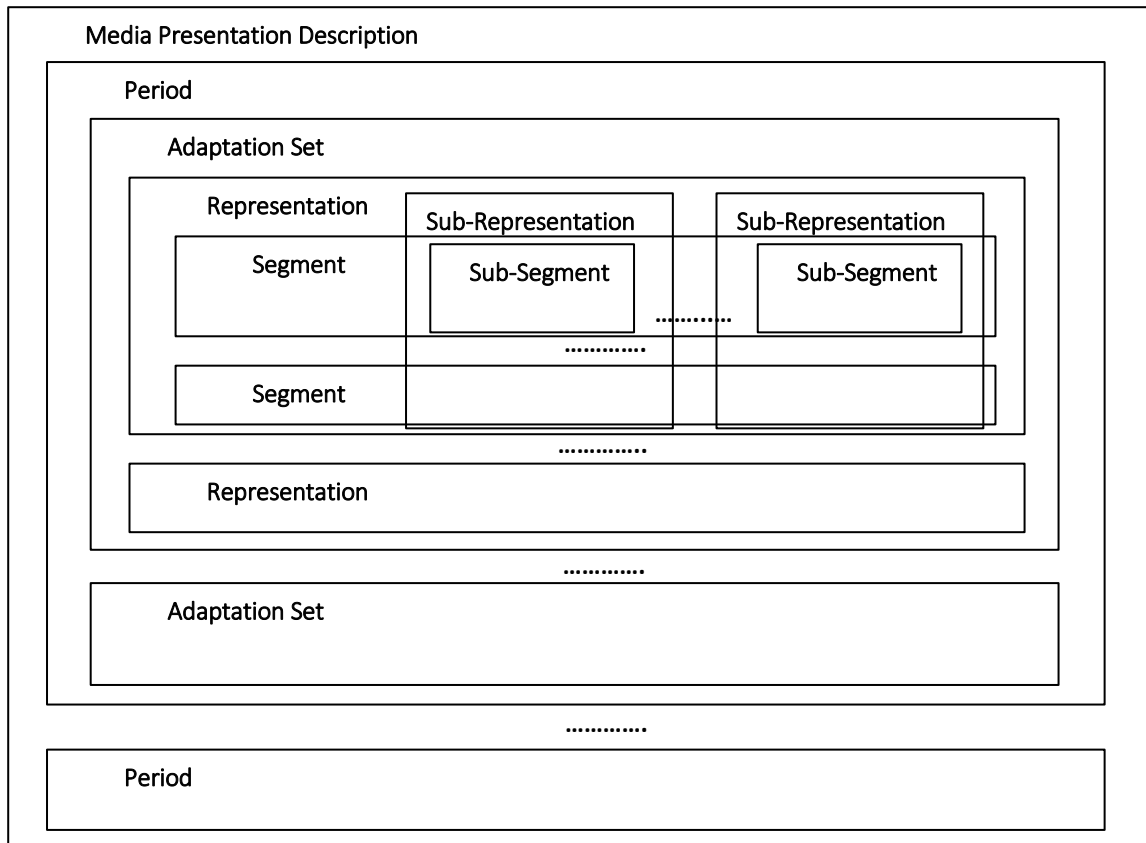 Media Presentation Description
Period
Adaptation Set
Representation
Sub-Representation
Sub-Representation
Segment
Sub-Segment
Sub-Segment
………..…
………….
Segment
…………..
Representation
………….
Adaptation Set
………….
Period